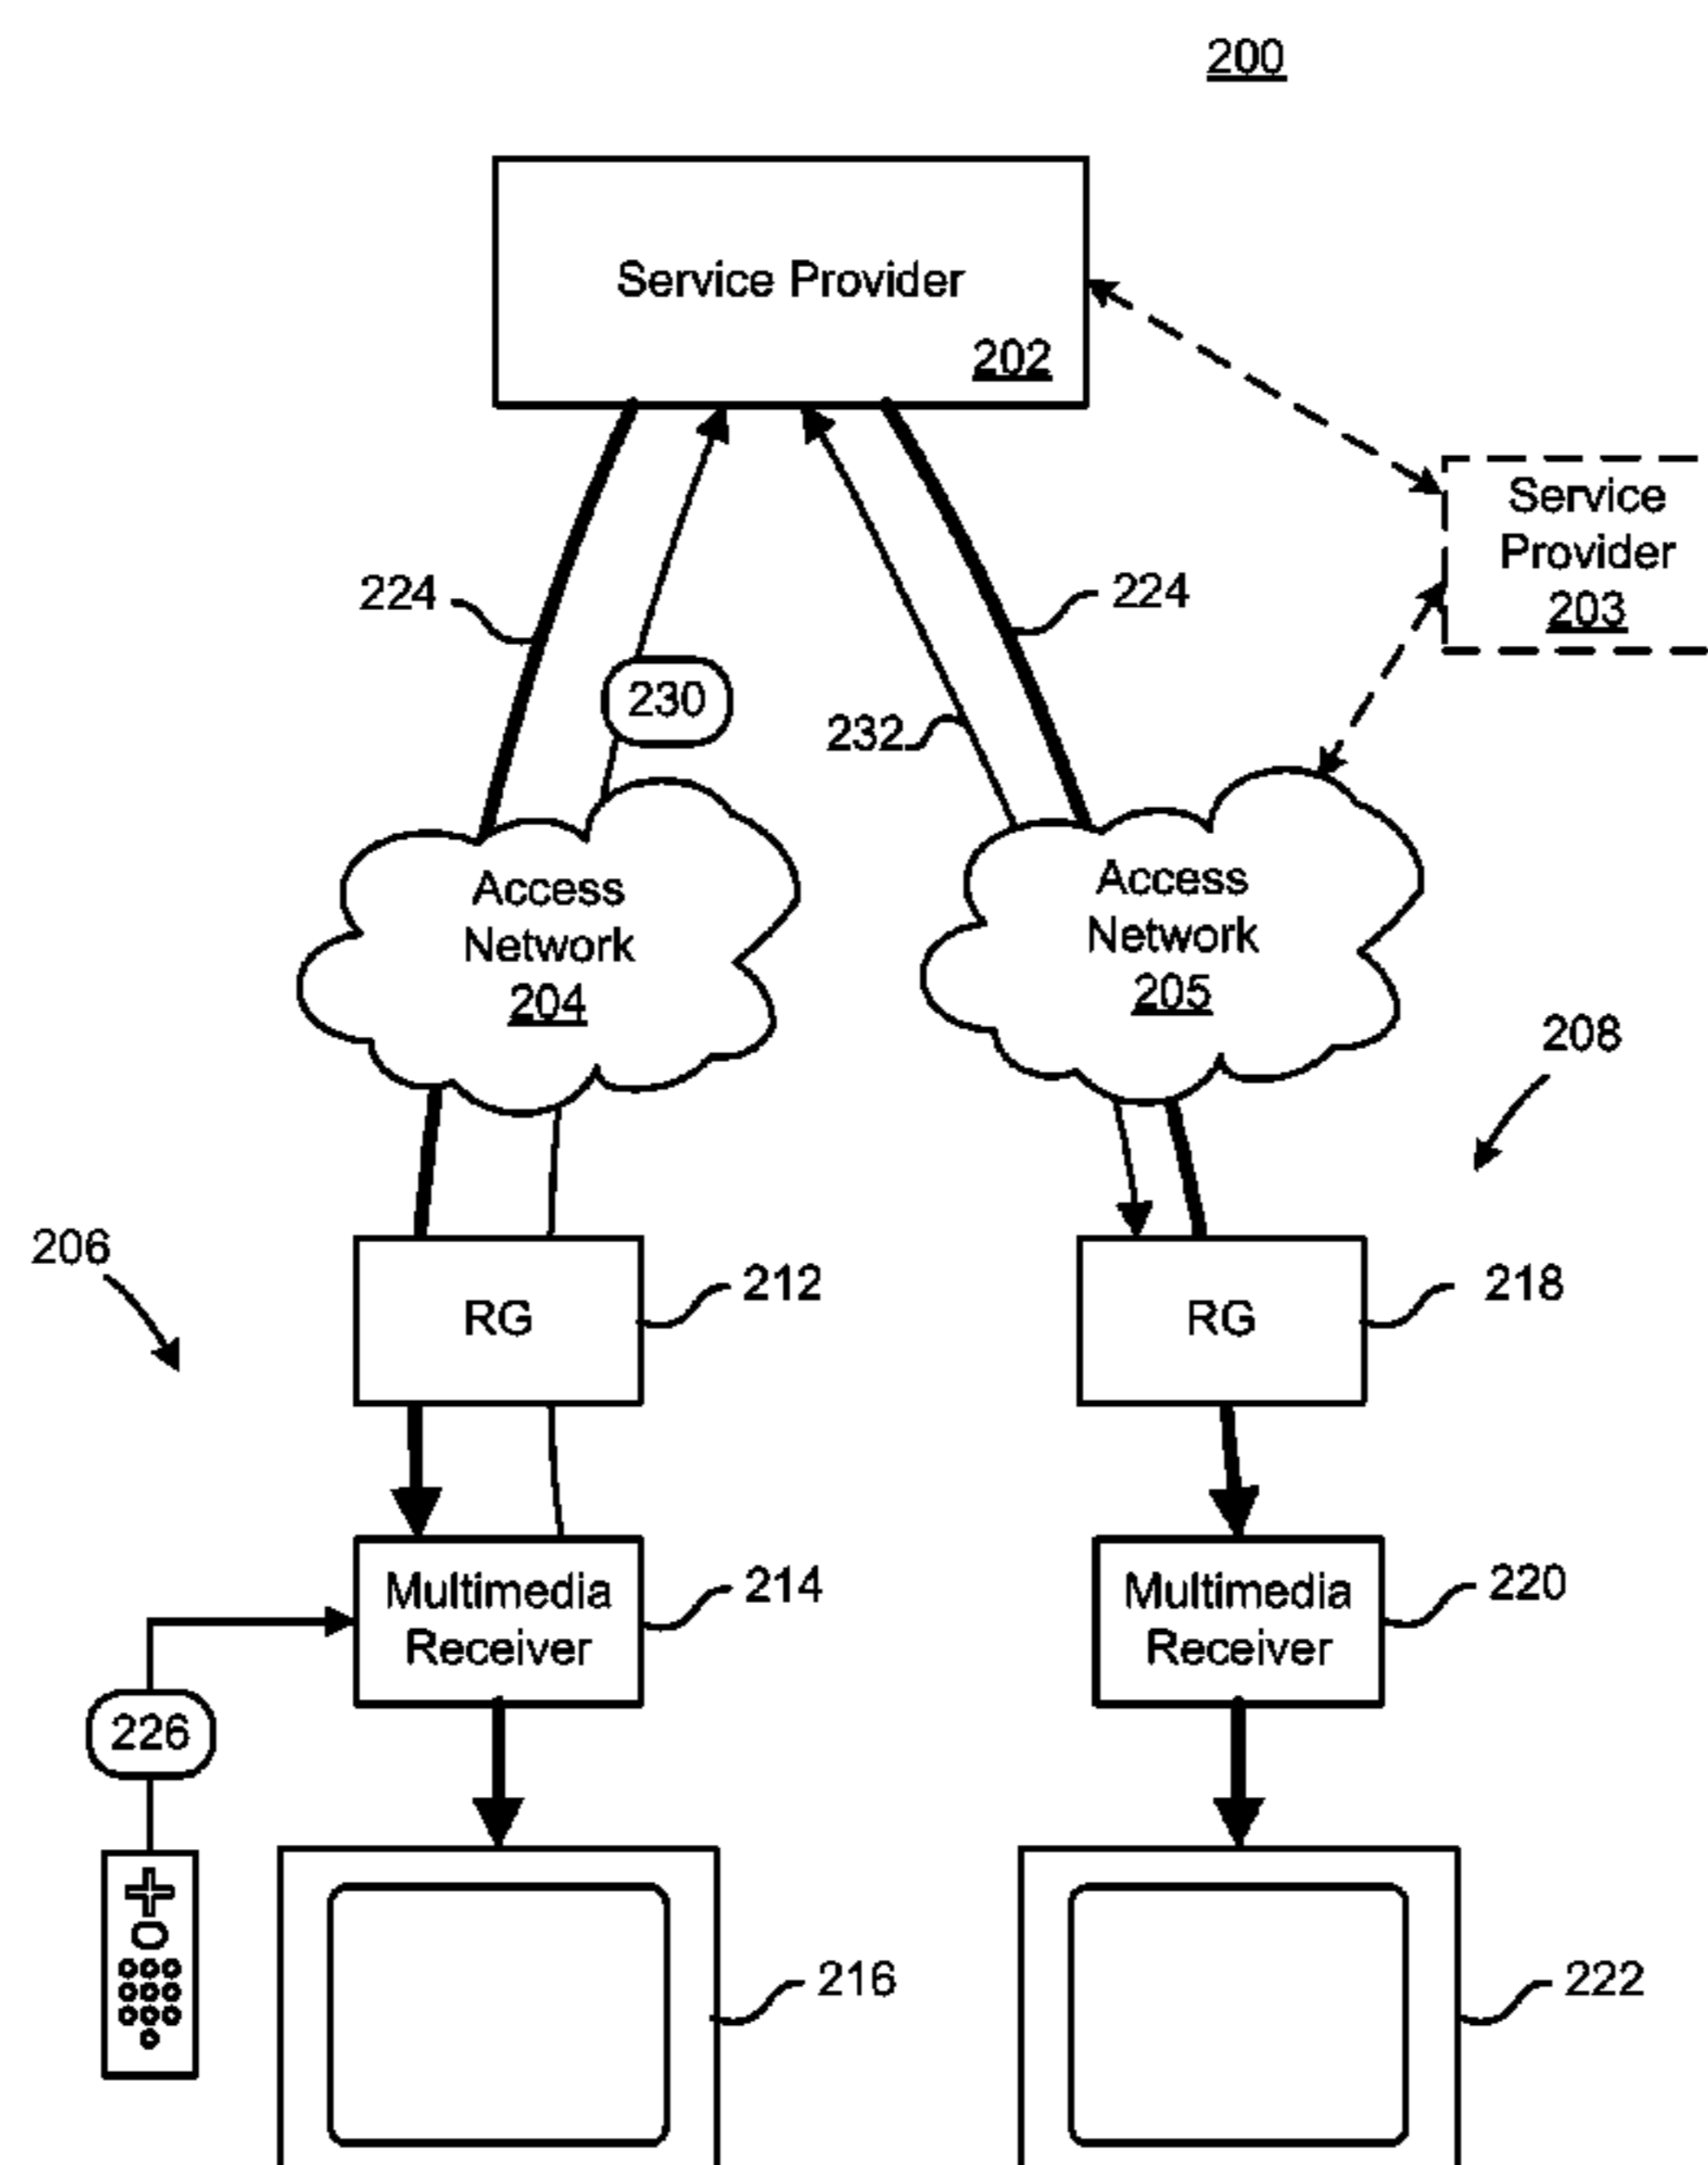 200
Service Provider
202
Service
Provider
203
224
224
230
232
Access
Network
204
Access
Network
205
208
206
RG
212
RG
218
Multimedia
Receiver
214
Multimedia
Receiver
220
226
216
222